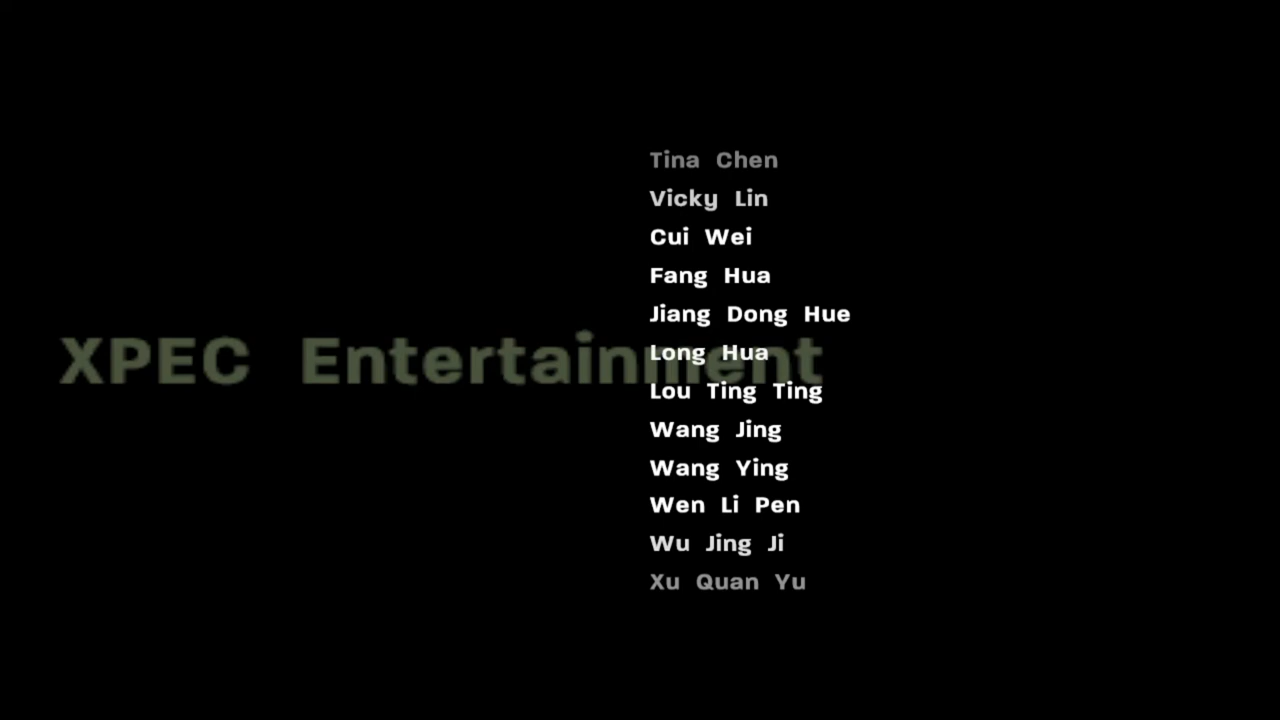 Tina Chen
Vicky Lin
Cui Wei
Fang Hua
Jiang Dong Hue
XPEC Entertainment
Long Hua
Lou Ting Ting
Wang Jing
Wang Ying
Wen Li Pen
Wu Jing Ji
Xu Quan Yu